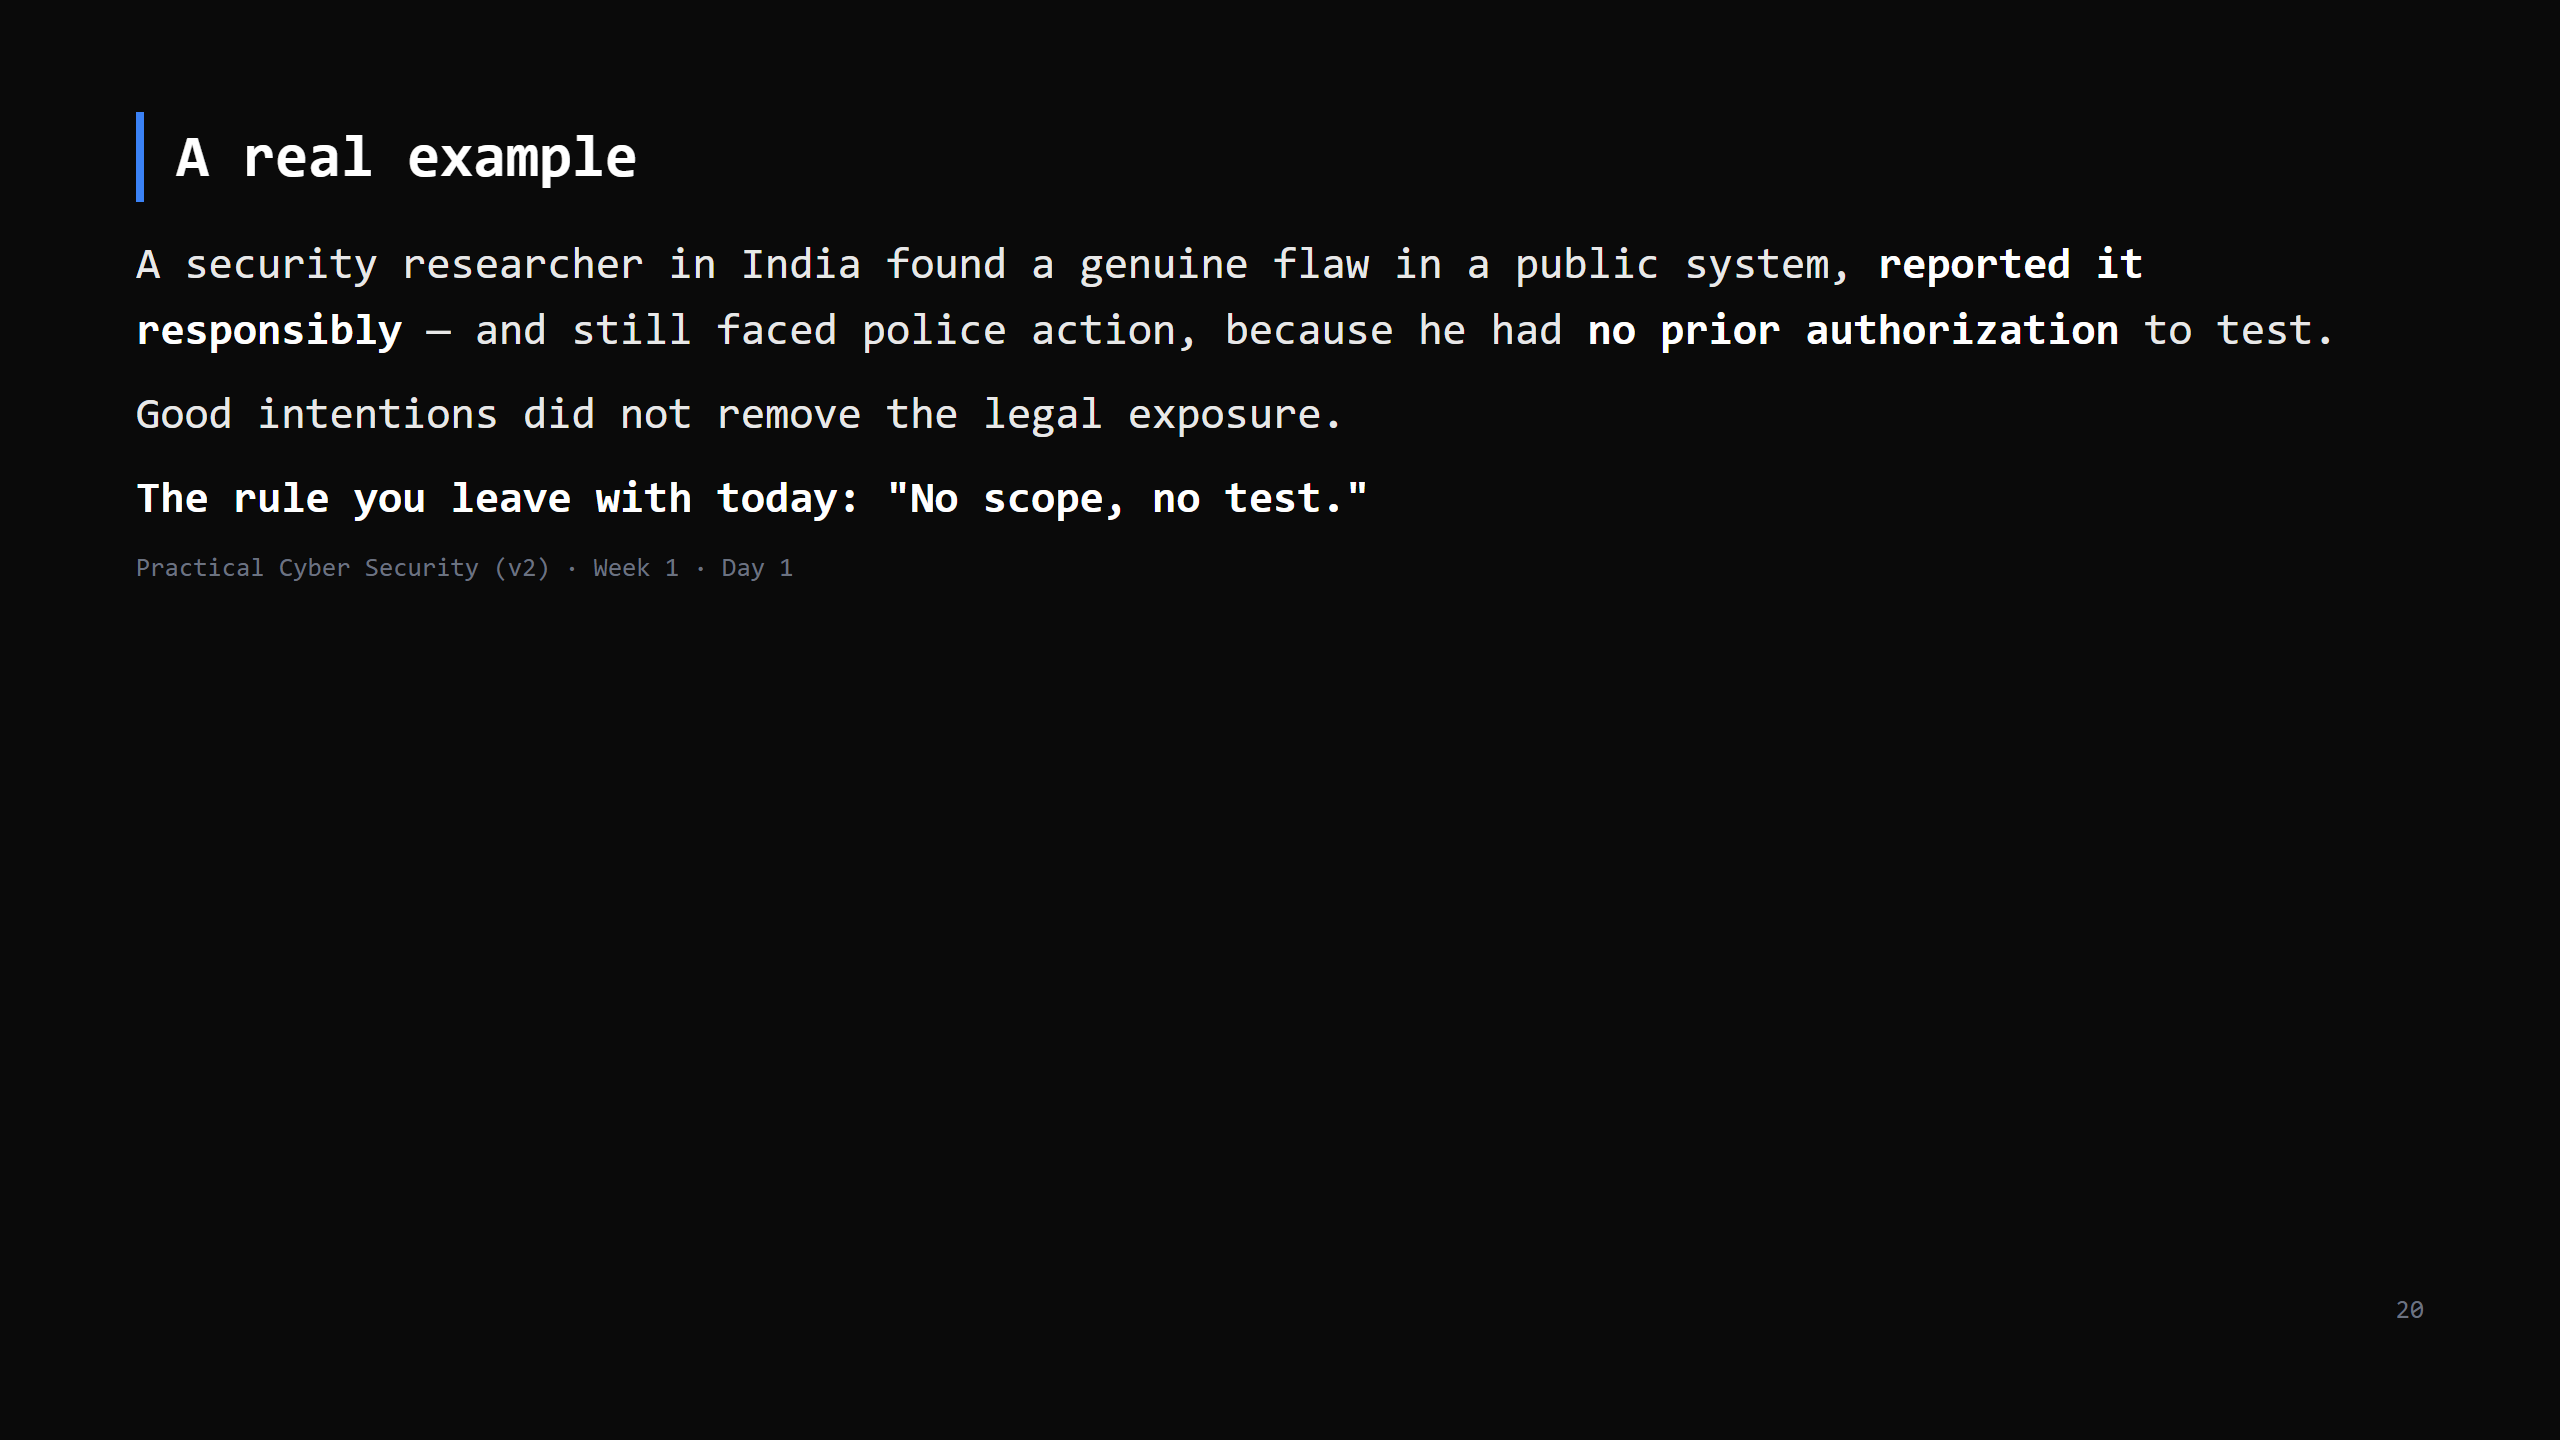 A real example
A security researcher in India found a genuine flaw in a public system, reported it
responsibly — and still faced police action, because he had no prior authorization to test.
Good intentions did not remove the legal exposure.
The rule you leave with today: "No scope, no test."
Practical Cyber Security (v2) · Week 1 · Day 1
20